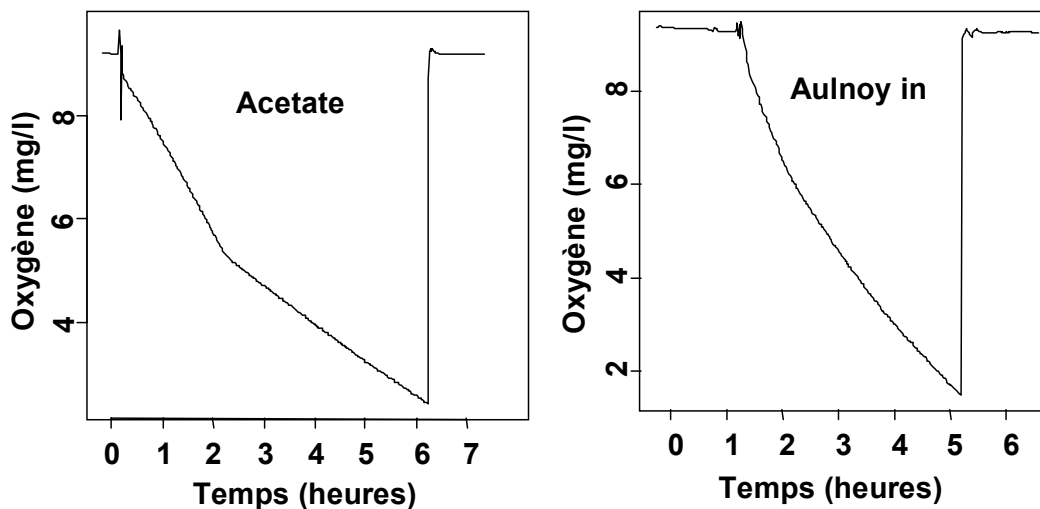 Acetate
Oxygène (mg/l)
8
6
4
0 1 2 3 4 5 6 7
Temps (heures)
Aulnoy in
Oxygène (mg/l)
8
6
4
2
0 1 2 3 4 5 6
Temps (heures)